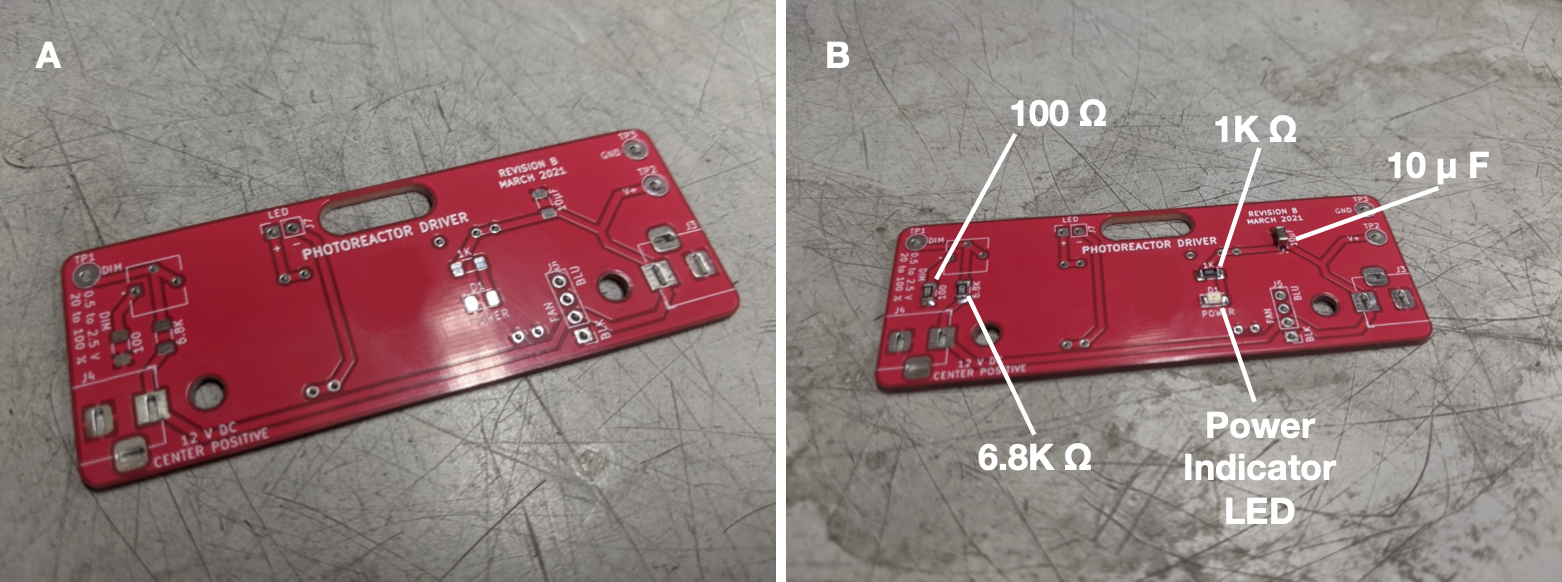 A
TP3
GND
TP2
V+
REVISION B
MARCH 2021
10uF
LED
J7
+
-
PHOTOREACTOR DRIVER
J3
TP1
DIM
1K
J5
BLU
D1
POWER
FAN
BLK
0.5 to 2.5 V
20 to 100 %
DIM
100
6.8K
J4
12 V DC
CENTER POSITIVE
B
100 Ω
1K Ω
10 µ F
TP3
GND
REVISION B
MARCH 2021
TP2
V+
10uF
LED
J7
+
-
PHOTOREACTOR DRIVER
TP1
DIM
J3
1K
J5
BLU
D1
POWER
FAN
BLK
0.5 to 2.5 V
20 to 100 %
DIM
100
6.8K
J4
12 V DC
CENTER POSITIVE
6.8K Ω
Power
Indicator
LED